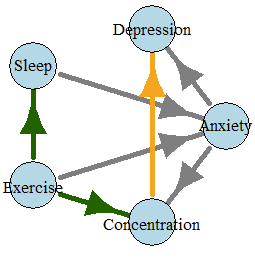 Depression
Sleep
Anxiety
Exercise
Concentration